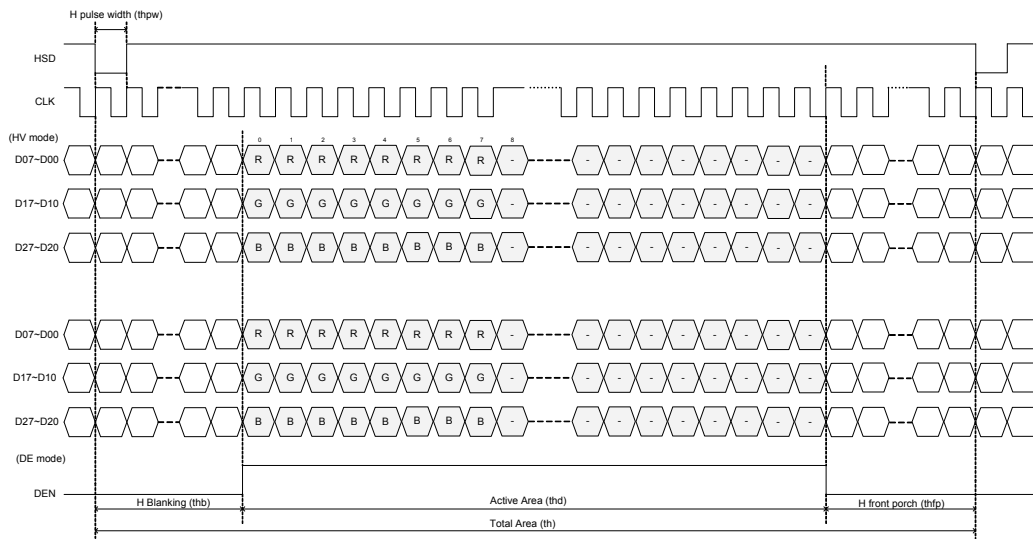 H pulse width (thpw)
HSD
CLK
(HV mode)
0 1 2 3 4 5 6 7 8
D07~D00 R R R R R R R R - - - - - - - - - -
D17~D10 G G G G G G G G - - - - - - - - - -
D27~D20 B B B B B B B B - - - - - - - - - -
D07~D00 R R R R R R R R - - - - - - - - - -
D17~D10 G G G G G G G G - - - - - - - - - -
D27~D20 B B B B B B B B - - - - - - - - - -
(DE mode)
DEN
H Blanking (thb) Active Area (thd) H front porch (thfp)
Total Area (th)